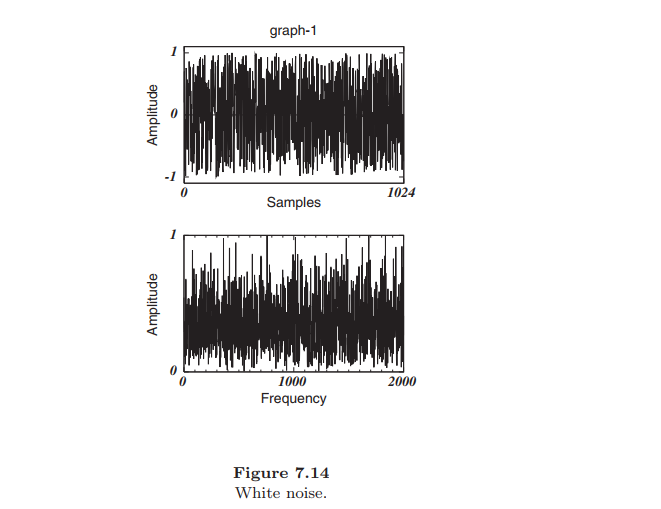 graph-1
1
Amplitude
0
-1
0
1024
Samples
1
Amplitude
0
0
1000
2000
Frequency
Figure 7.14
White noise.